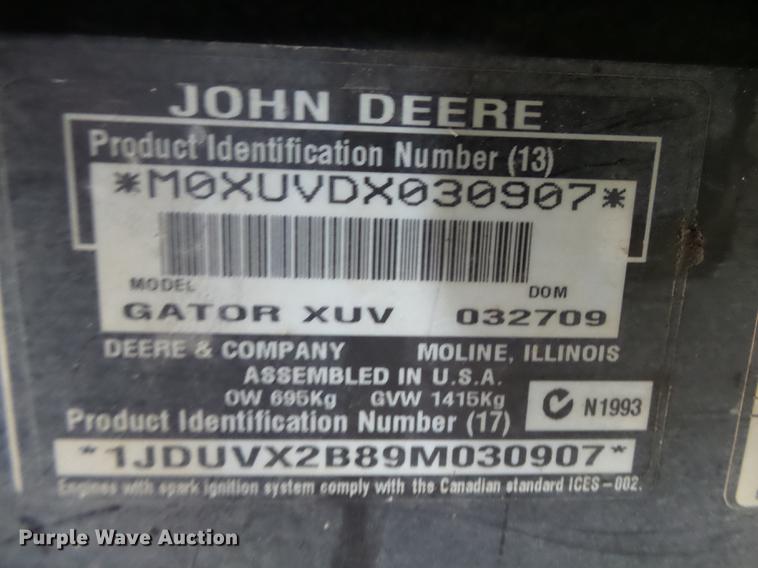 JOHN DEERE
Product Identification Number (13)
*M0XUVDX030907*
MODEL DOM
GATOR XUV 032709
DEERE & COMPANY MOLINE, ILLINOIS
ASSEMBLED IN U.S.A.
OW 695Kg GVW 1415Kg
N1993
Product Identification Number (17)
*1JDUVX2B89M030907*
Engines with spark ignition system comply with the Canadian standard ICES-002.
Purple Wave Auction